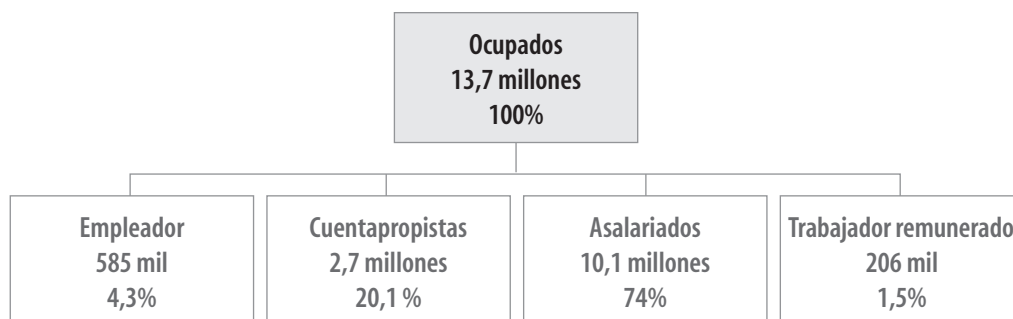 Ocupados
13,7 millones
100%
Empleador
585 mil
4,3%
Cuentapropistas
2,7 millones
20,1 %
Asalariados
10,1 millones
74%
Trabajador remunerado
206 mil
1,5%